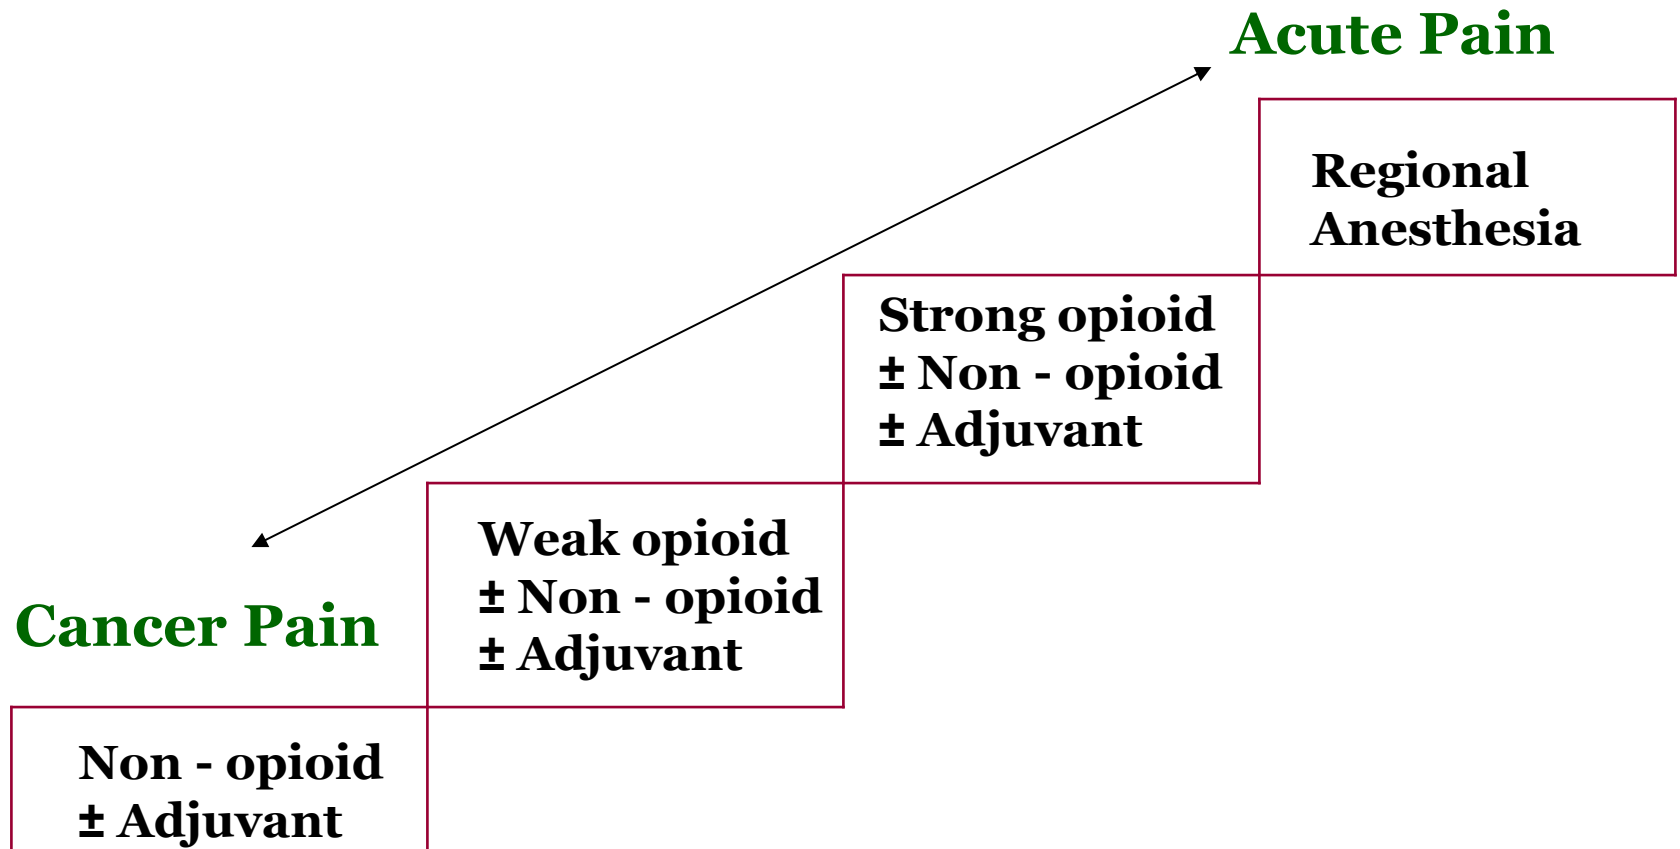 Acute Pain
Regional
Anesthesia
Strong opioid
± Non - opioid
± Adjuvant
Weak opioid
± Non - opioid
± Adjuvant
Cancer Pain
Non - opioid
± Adjuvant